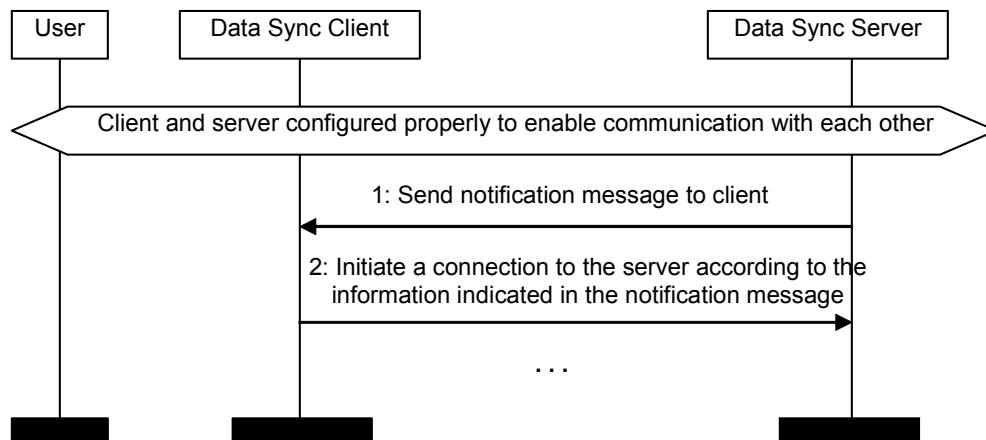 User
Data Sync Client
Data Sync Server
Client and server configured properly to enable communication with each other
1: Send notification message to client
2: Initiate a connection to the server according to the
information indicated in the notification message
. . .